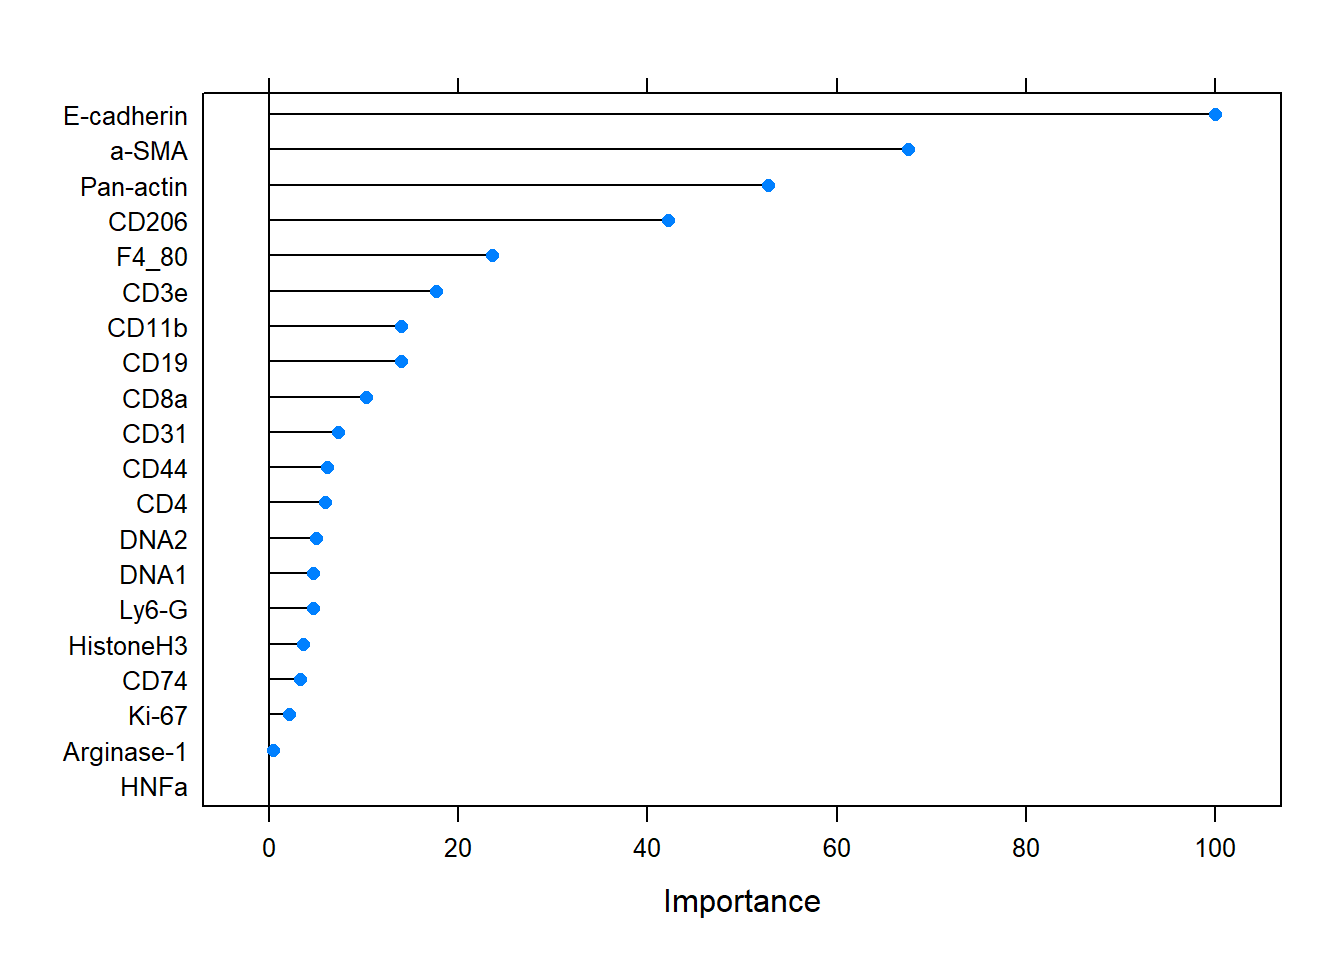 E-cadherin
a-SMA
Pan-actin
CD206
F4_80
CD3e
CD11b
CD19
CD8a
CD31
CD44
CD4
DNA2
DNA1
Ly6-G
HistoneH3
CD74
Ki-67
Arginase-1
HNFa
0 20 40 60 80 100
Importance